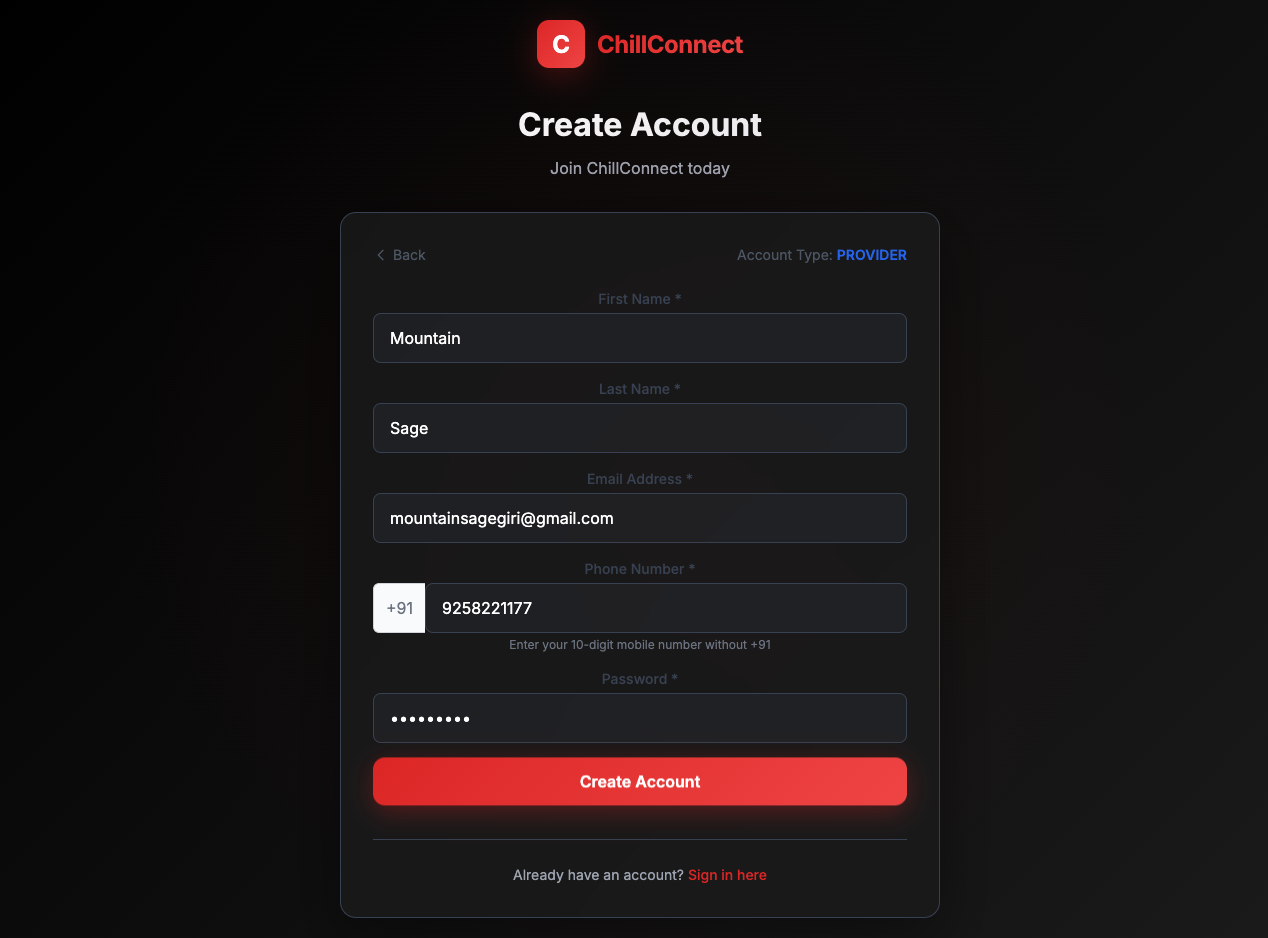 C ChillConnect
Create Account
Join ChillConnect today
Back Account Type: PROVIDER
First Name *
Mountain
Last Name *
Sage
Email Address *
mountainsagegiri@gmail.com
Phone Number *
+91 9258221177
Enter your 10-digit mobile number without +91
Password *
•••••••••
Create Account
Already have an account? Sign in here